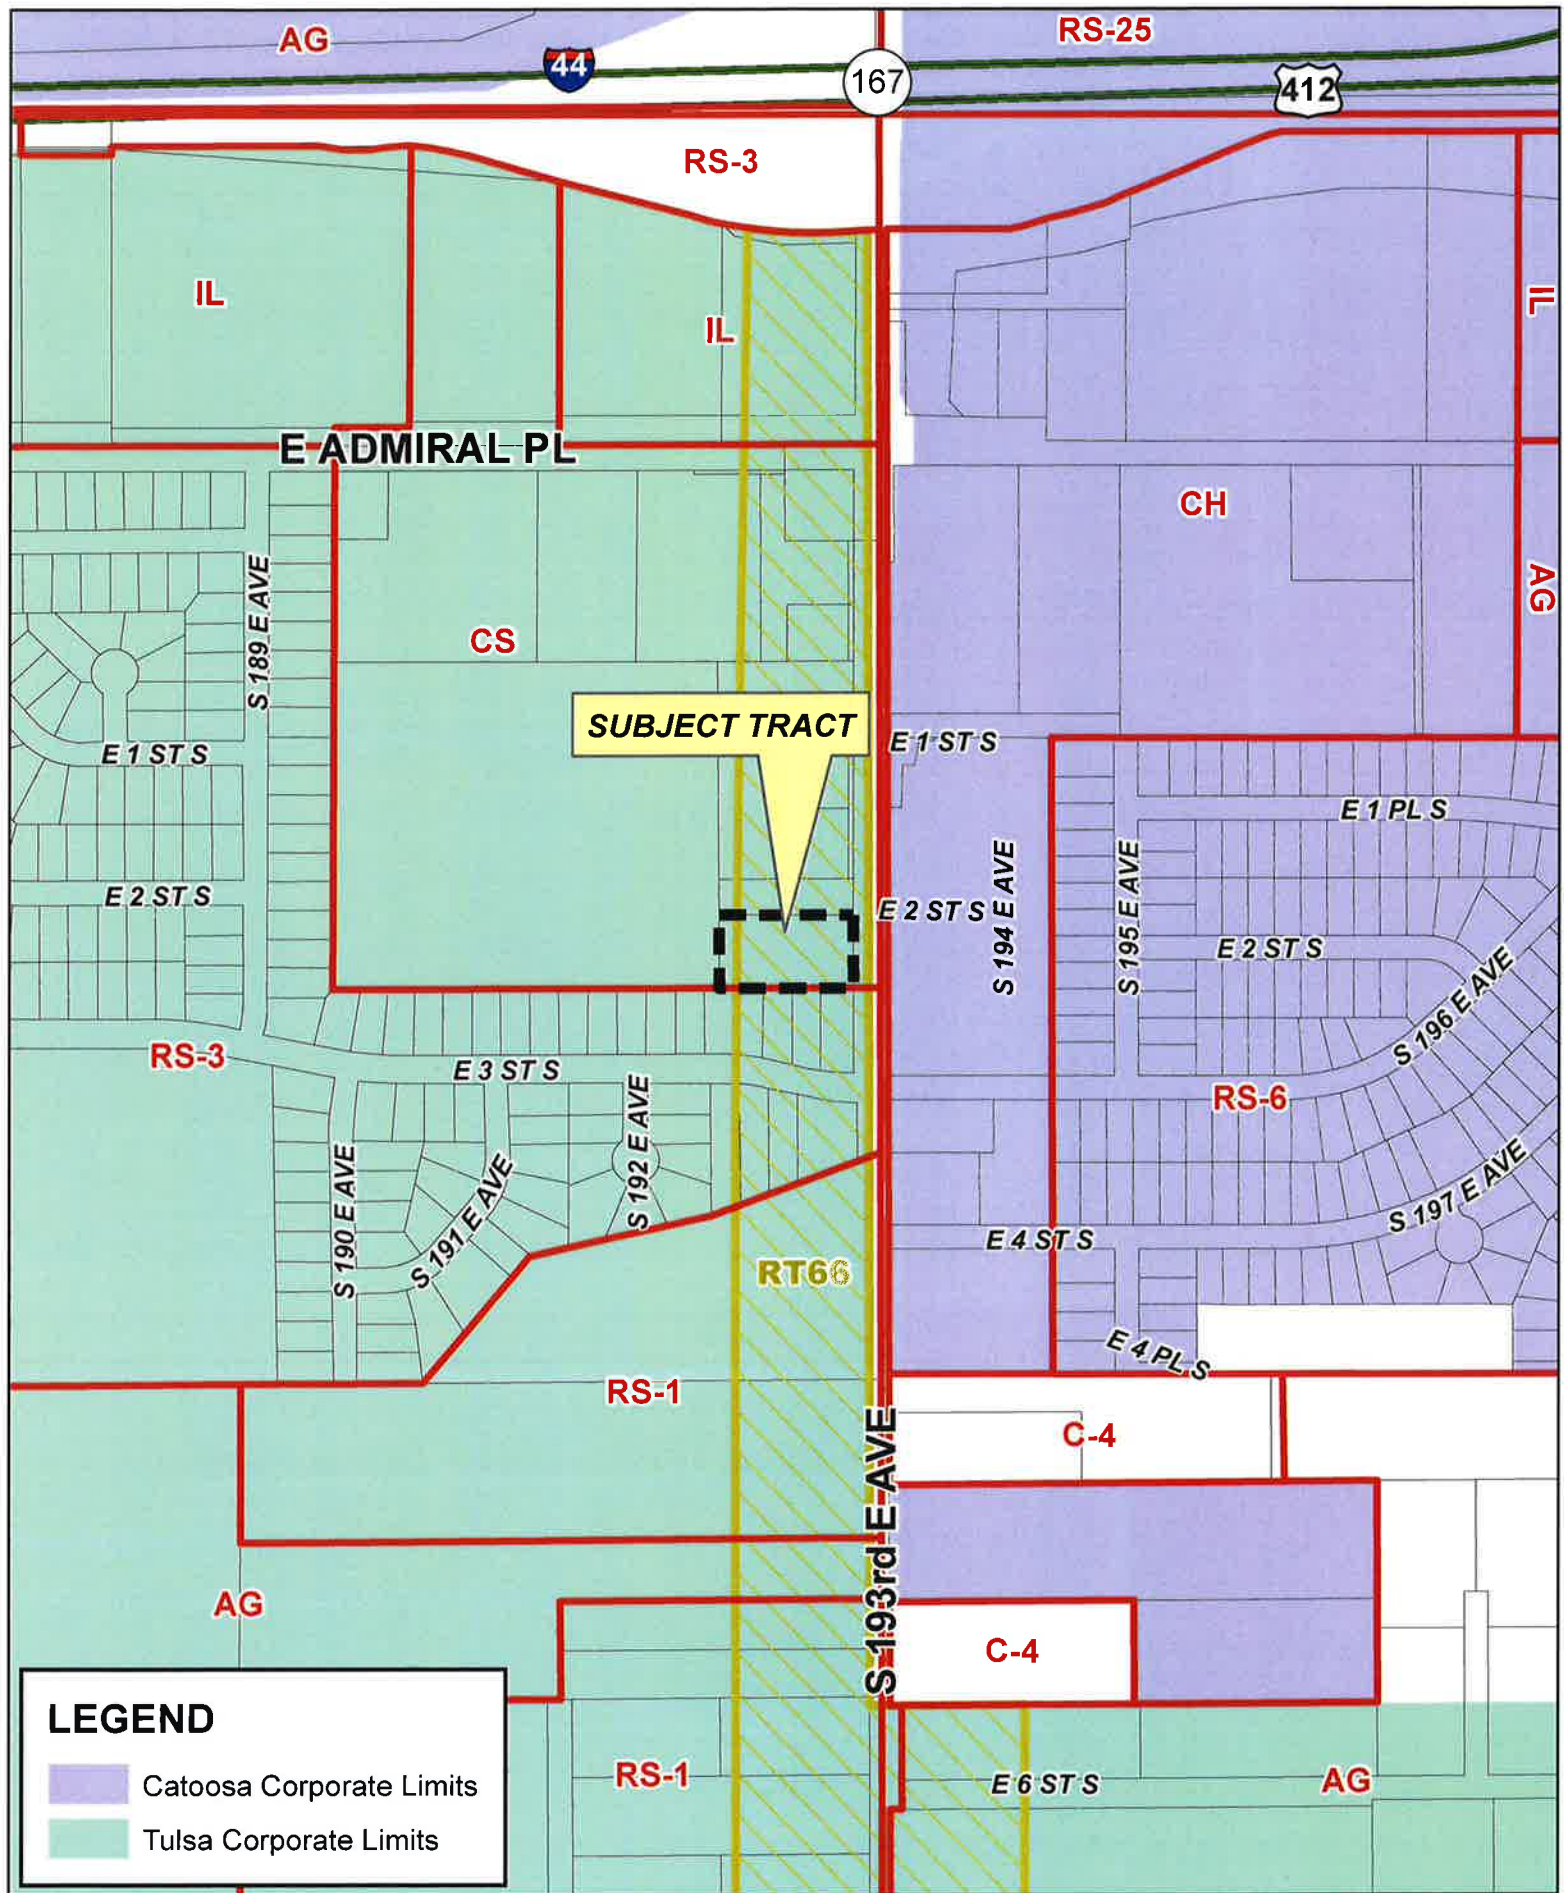 AG
RS-25
44
167
412
RS-3
IL
IL
IL
E ADMIRAL PL
CH
S 189 E AVE
AG
CS
SUBJECT TRACT
E 1 ST S
E 1 ST S
E 1 PL S
E 2 ST S
E 2 ST S
S 194 E AVE
S 195 E AVE
E 2 ST S
S 196 E AVE
RS-3
E 3 ST S
RS-6
S 190 E AVE
S 191 E AVE
S 192 E AVE
S 197 E AVE
E 4 ST S
RT66
E 4 PL S
RS-1
C-4
S 193rd E AVE
AG
C-4
LEGEND
Catoosa Corporate Limits
Tulsa Corporate Limits
RS-1
E 6 ST S
AG